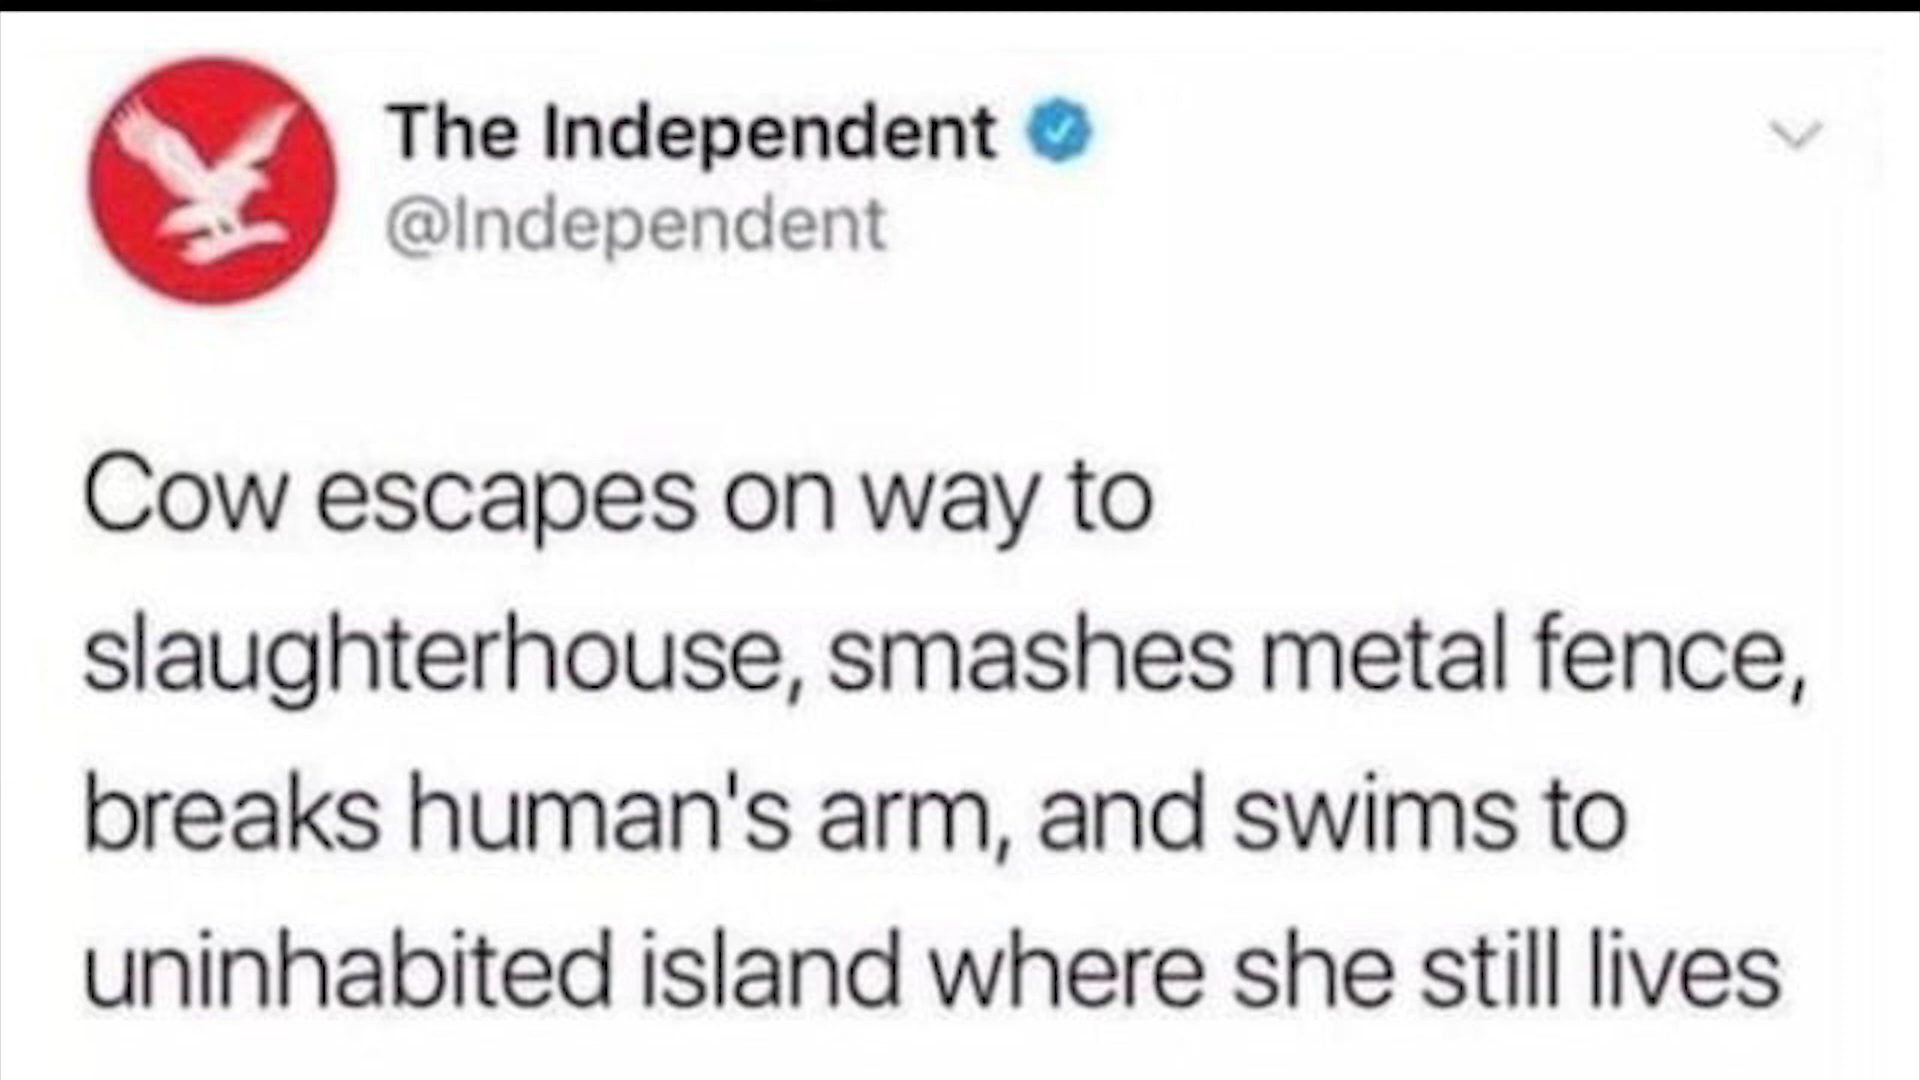 The Independent
@Independent
Cow escapes on way to
slaughterhouse, smashes metal fence,
breaks human's arm, and swims to
uninhabited island where she still lives